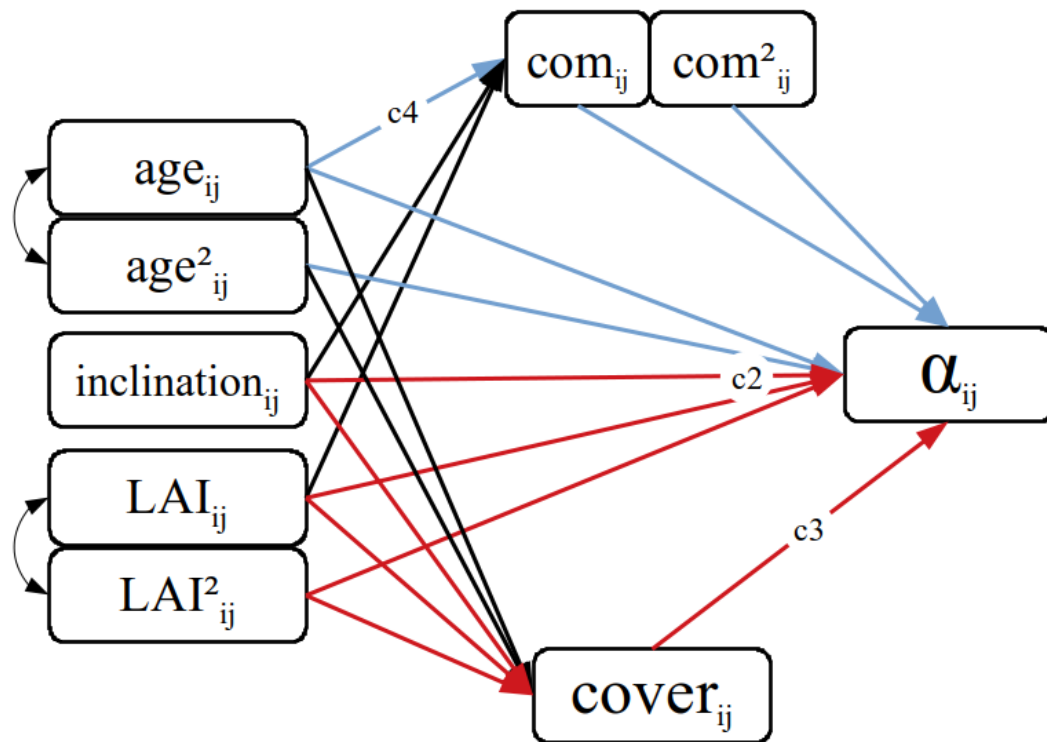 com_ij com²_ij
c4
age_ij
age²_ij
inclination_ij
c2
α_ij
LAI_ij
c3
LAI²_ij
cover_ij